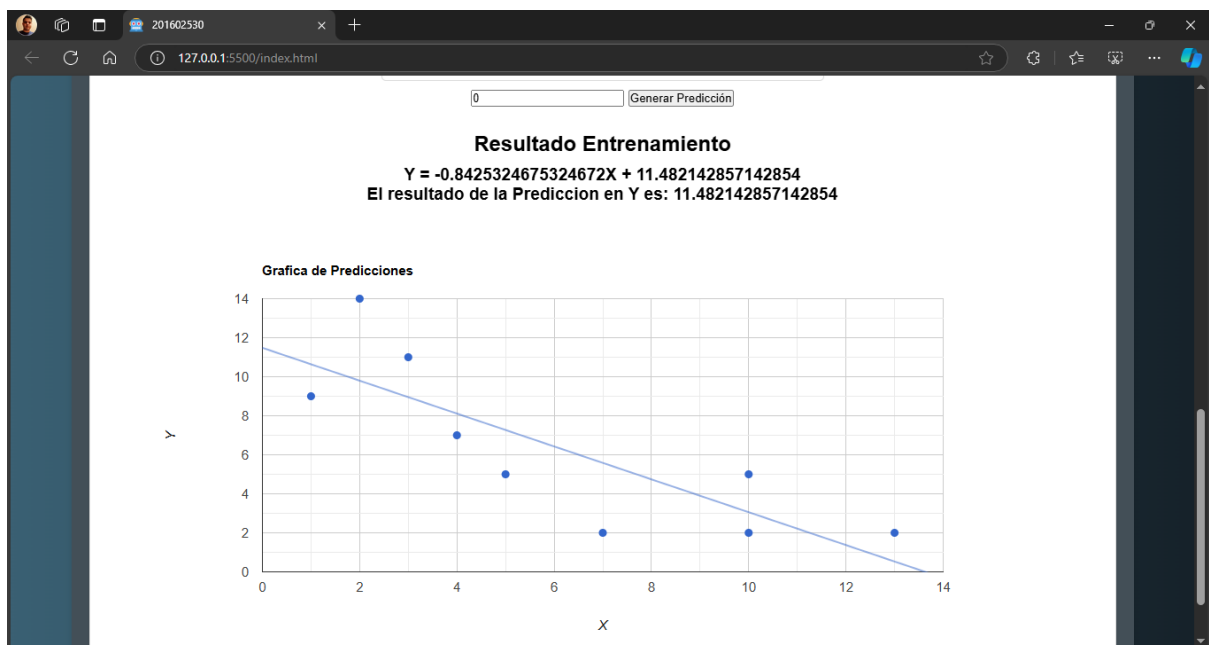 201602530
127.0.0.1:5500/index.html
0 Generar Predicción
Resultado Entrenamiento
Y = -0.8425324675324672X + 11.482142857142854
El resultado de la Prediccion en Y es: 11.482142857142854
Grafica de Predicciones
14
12
10
8
6
4
2
0
Y
0 2 4 6 8 10 12 14
X